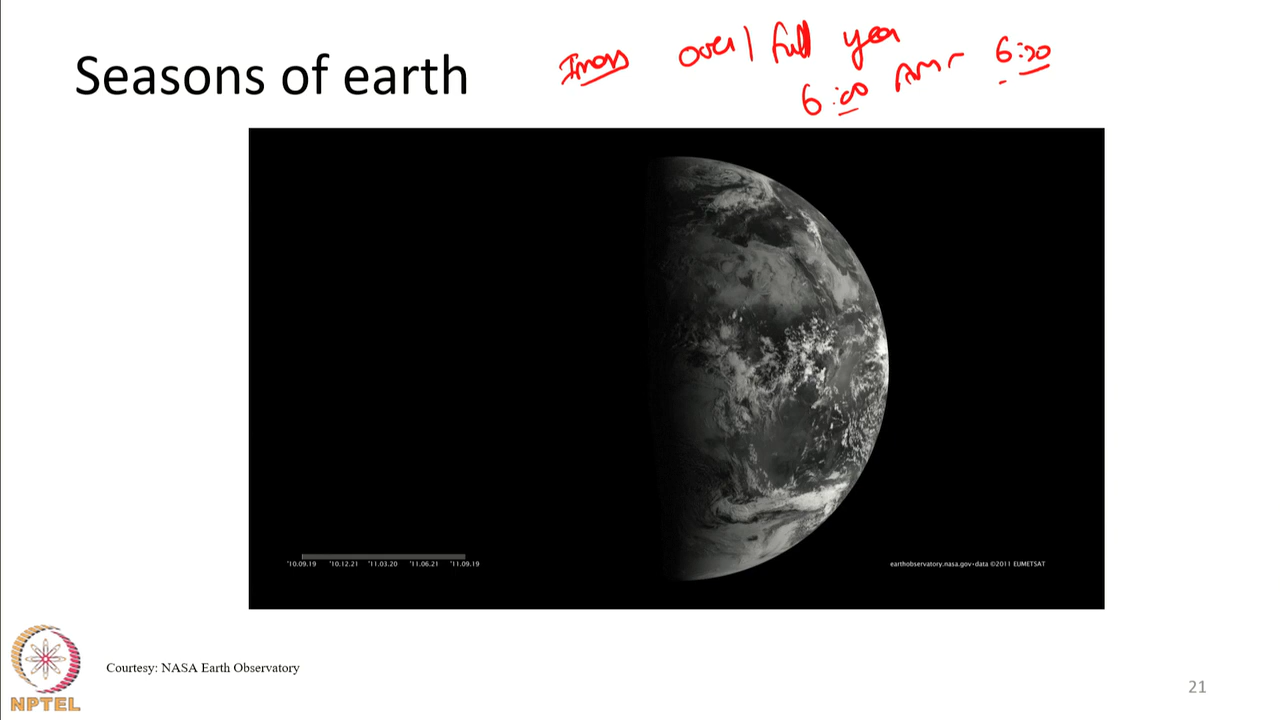 Seasons of earth
over 1 full year
6:00 AM - 6:30
'10.09.19 '10.12.21 '11.03.20 '11.06.21 '11.09.19
earthobservatory.nasa.gov•data ©2011 EUMETSAT
Courtesy: NASA Earth Observatory
NPTEL
21